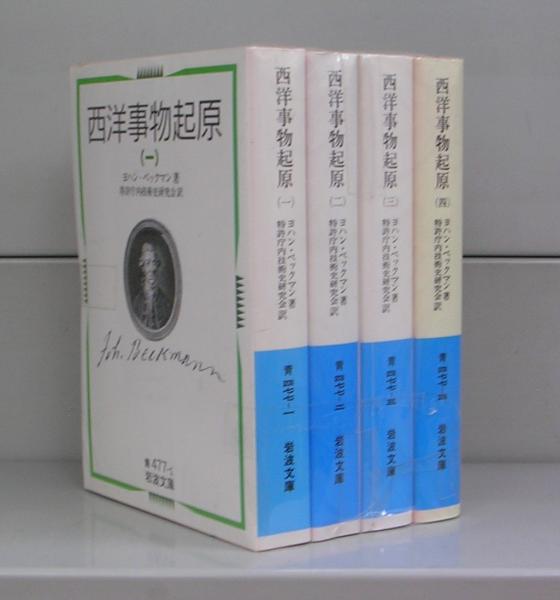 西洋事物起原
(一)
ヨハン・ベックマン著
特許庁内技術史研究会訳
Joh. Beckmann
青477-1
岩波文庫
西洋事物起原(一)
ヨハン・ベックマン著
特許庁内技術史研究会訳
青四七七-一
岩波文庫
西洋事物起原(二)
ヨハン・ベックマン著
特許庁内技術史研究会訳
青四七七-二
岩波文庫
西洋事物起原(三)
ヨハン・ベックマン著
特許庁内技術史研究会訳
青四七七-三
岩波文庫
西洋事物起原(四)
ヨハン・ベックマン著
特許庁内技術史研究会訳
青四七七-四
岩波文庫